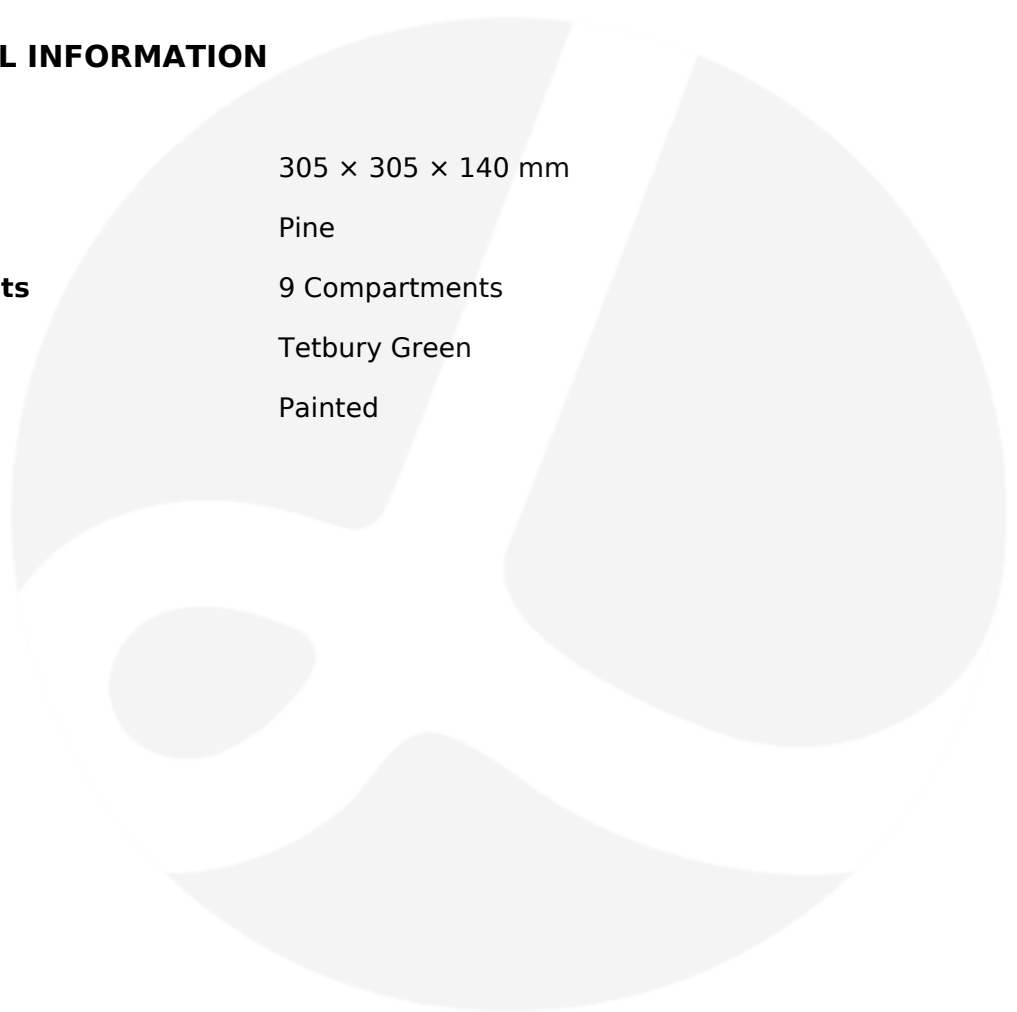 L INFORMATION
305 × 305 × 140 mm
Pine
ts 9 Compartments
Tetbury Green
Painted